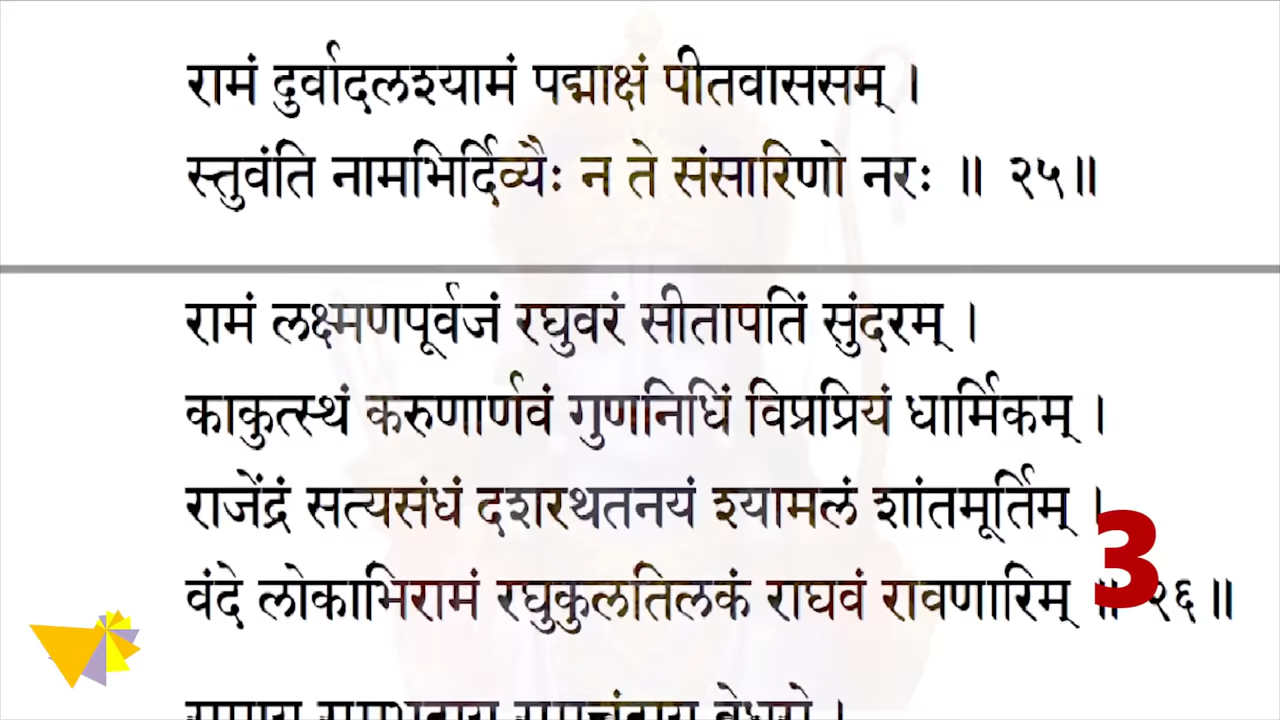 रामं दुर्वादलश्यामं पद्माक्षं पीतवाससम् ।
स्तुवंति नामभिर्दिव्यैः न ते संसारिणो नरः ॥ २५॥
रामं लक्ष्मणपूर्वजं रघुवरं सीतापतिं सुंदरम् ।
काकुत्स्थं करुणार्णवं गुणनिधिं विप्रप्रियं धार्मिकम् ।
राजेंद्रं सत्यसंधं दशरथतनयं श्यामलं शांतमूर्तिम् ।
3
वंदे लोकाभिरामं रघुकुलतिलकं राघवं रावणारिम् ॥ २६॥